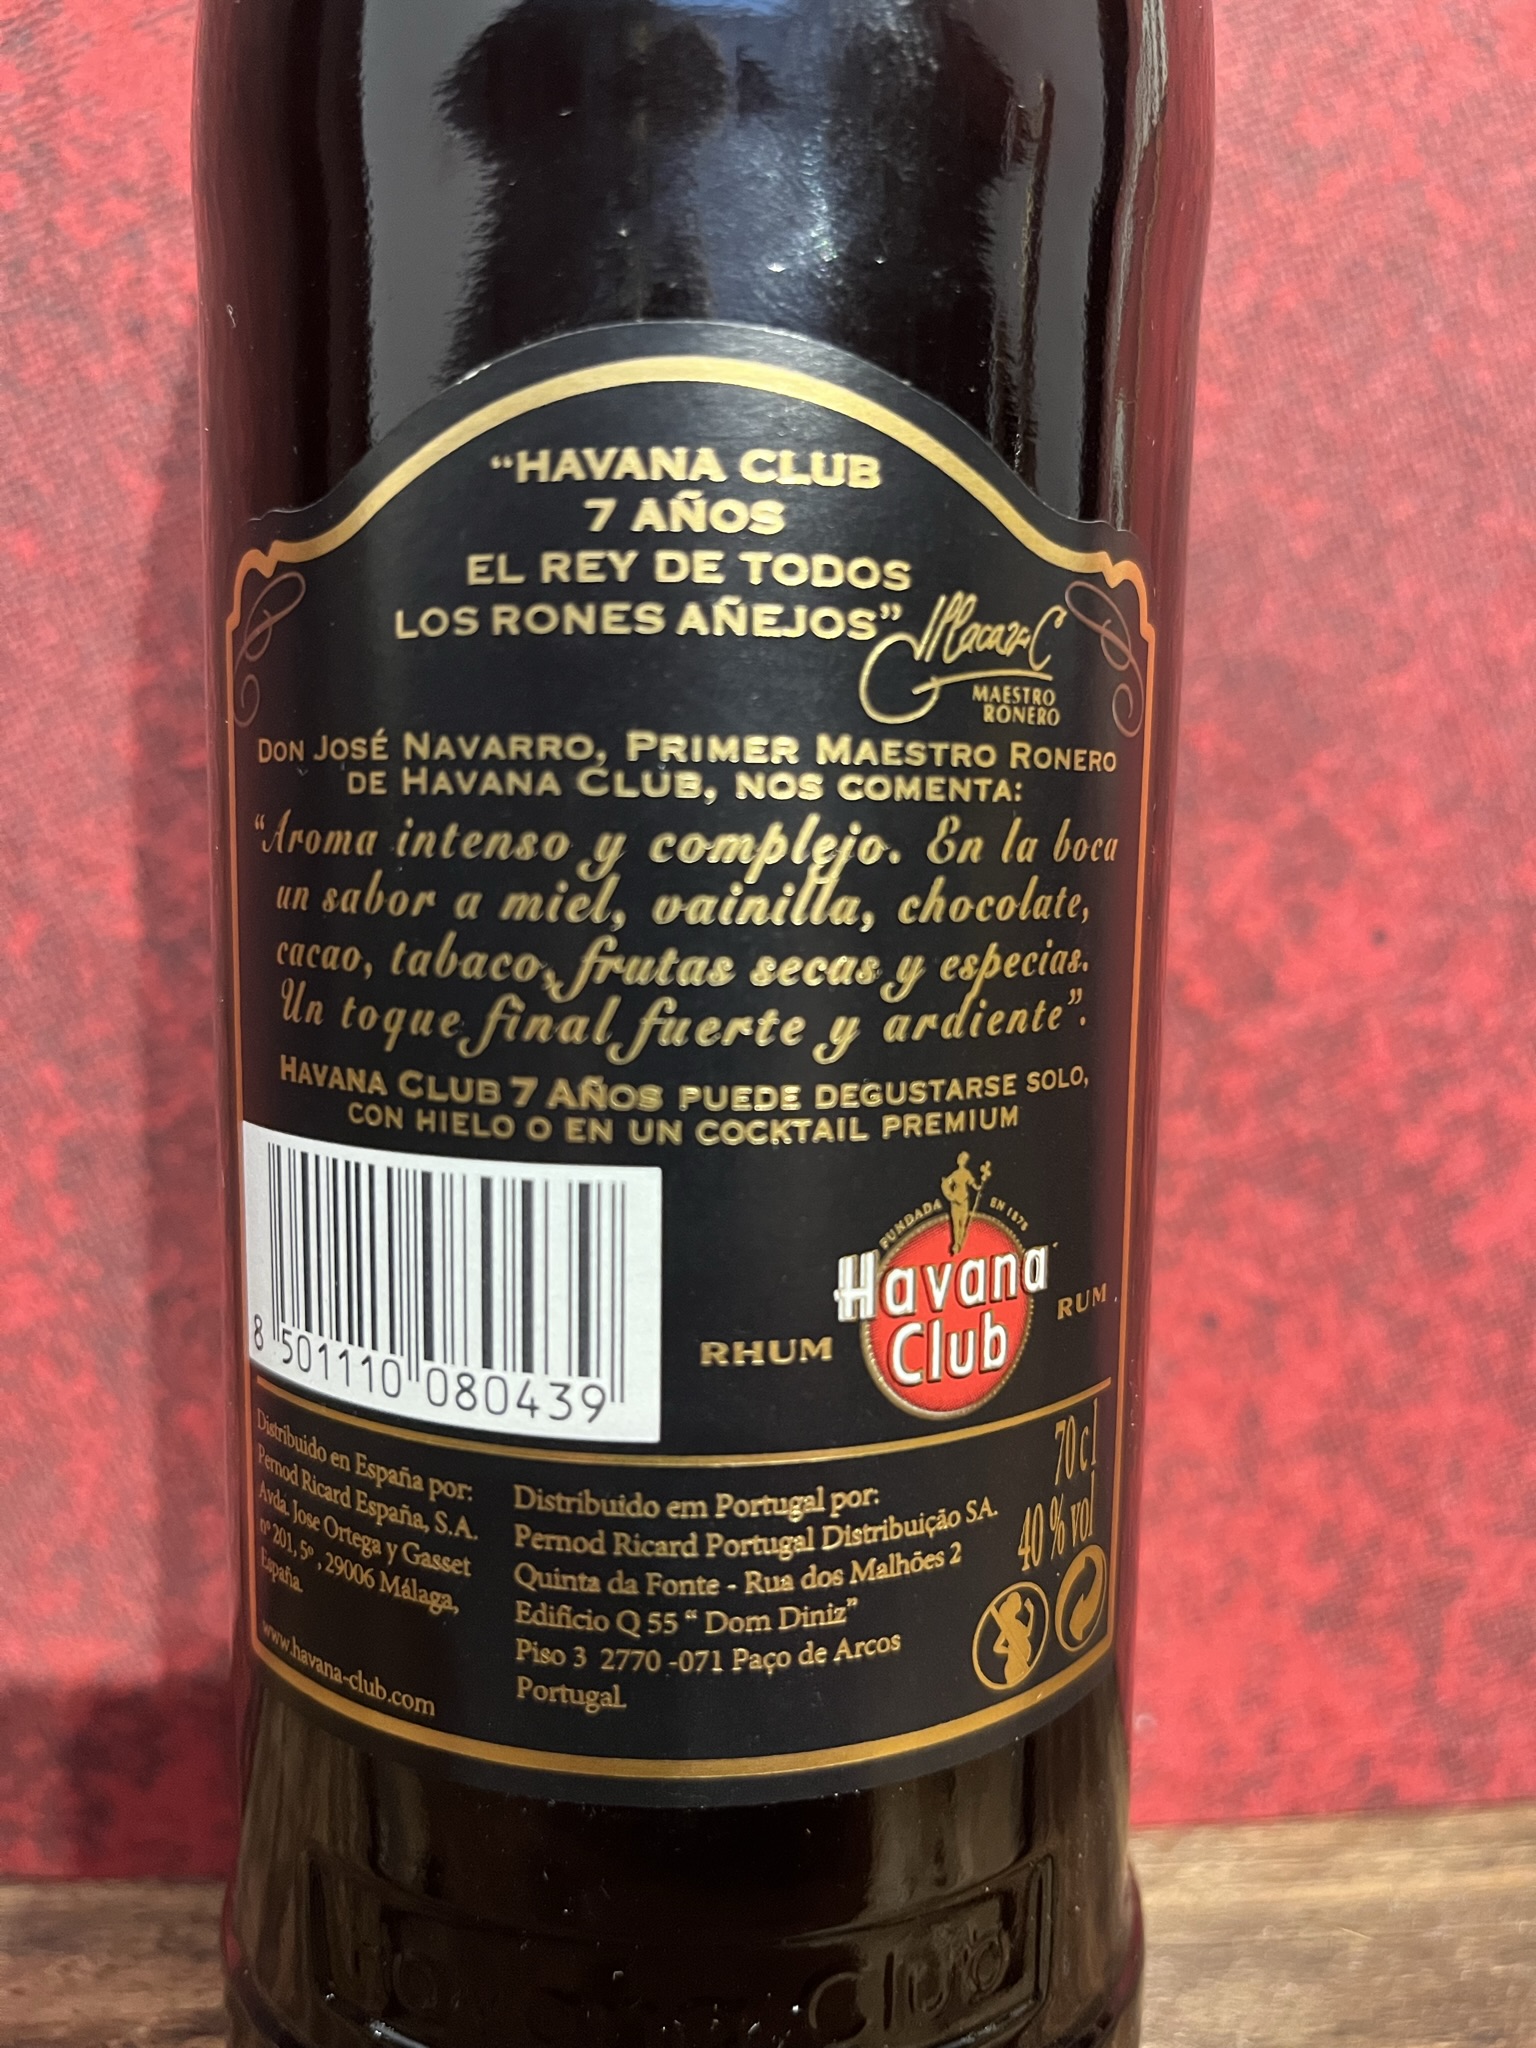 “HAVANA CLUB
7 AÑOS
EL REY DE TODOS
LOS RONES AÑEJOS”
MAESTRO
RONERO
DON JOSÉ NAVARRO, PRIMER MAESTRO RONERO
DE HAVANA CLUB, NOS COMENTA:
“Aroma intenso y complejo. En la boca
un sabor a miel, vainilla, chocolate,
cacao, tabaco, frutas secas y especias.
Un toque final fuerte y ardiente”.
HAVANA CLUB 7 AÑOS PUEDE DEGUSTARSE SOLO,
CON HIELO O EN UN COCKTAIL PREMIUM
8 501110 080439
FUNDADA EN 1878
Havana
Club
RHUM
RUM
Distribuido en España por:
Pernod Ricard España, S.A.
Avda. Jose Ortega y Gasset
nº 201, 5º , 29006 Málaga,
España.
www.havana-club.com
Distribuido em Portugal por:
Pernod Ricard Portugal Distribuição SA.
Quinta da Fonte - Rua dos Malhões 2
Edifício Q 55 “ Dom Diniz”
Piso 3 2770 -071 Paço de Arcos
Portugal.
70 cl
40 % vol
Club